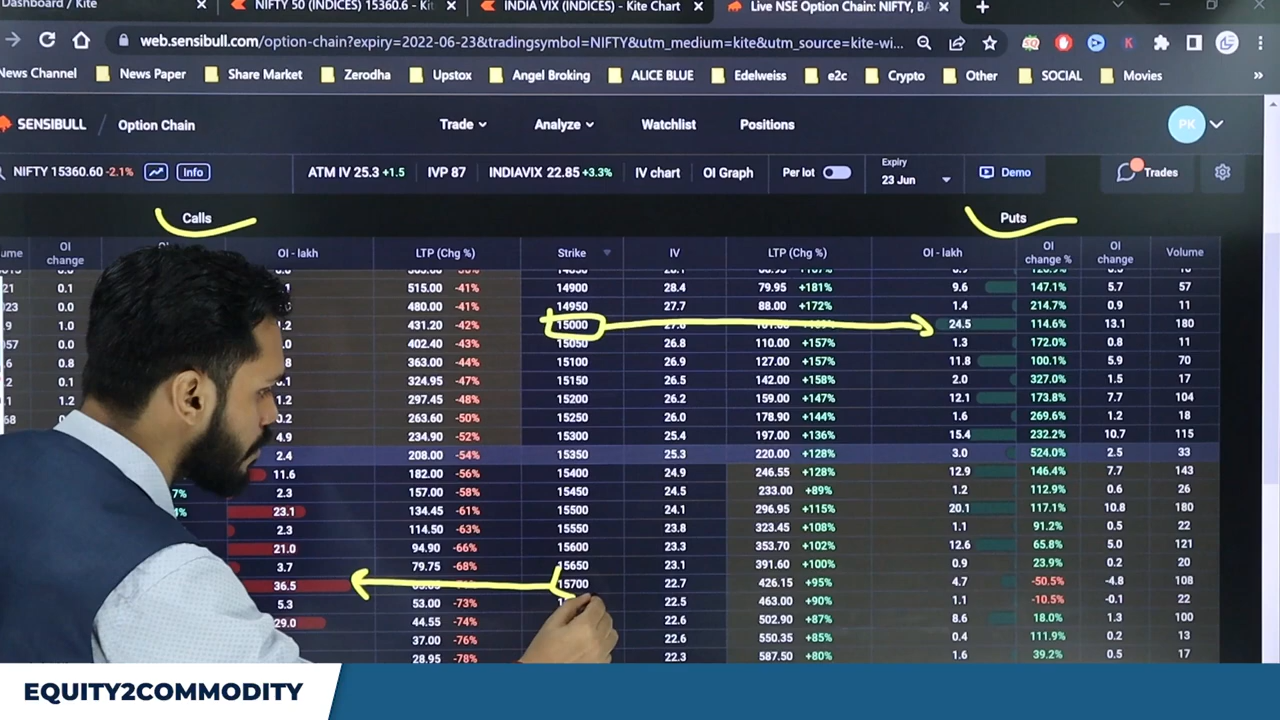 Dashboard / Kite NIFTY 50 (INDICES) 15360.6 - Kit INDIA VIX (INDICES) - Kite Chart Live NSE Option Chain: NIFTY, BA
web.sensibull.com/option-chain?expiry=2022-06-23&tradingsymbol=NIFTY&utm_medium=kite&utm_source=kite-wi...
News Channel News Paper Share Market Zerodha Upstox Angel Broking ALICE BLUE Edelweiss e2c Crypto Other SOCIAL Movies »
SENSIBULL / Option Chain Trade Analyze Watchlist Positions PK
NIFTY 15360.60 -2.1% Info ATM IV 25.3 +1.5 IVP 87 INDIAVIX 22.85 +3.3% IV chart OI Graph Per lot Expiry 23 Jun Demo Trades
Calls Puts
OI change OI - lakh LTP (Chg %) Strike IV LTP (Chg %) OI - lakh OI change % OI change Volume
21 0.1 515.00 -41% 14900 28.4 79.95 +181% 9.6 147.1% 5.7 57
0.0 480.00 -41% 14950 27.7 88.00 +172% 1.4 214.7% 0.9 11
1.0 431.20 -42% 15000 24.5 114.6% 13.1 180
0.0 402.40 -43% 15050 26.8 110.00 +157% 1.3 172.0% 0.8 11
0.8 363.00 -44% 15100 26.9 127.00 +157% 11.8 100.1% 5.9 70
0.1 324.95 -47% 15150 26.5 142.00 +158% 2.0 327.0% 1.5 17
1.2 297.45 -48% 15200 26.2 159.00 +147% 12.1 173.8% 7.7 104
263.60 -50% 15250 26.0 178.90 +144% 1.6 269.6% 1.2 18
4.9 234.90 -52% 15300 25.4 197.00 +136% 15.4 232.2% 10.7 115
2.4 208.00 -54% 15350 25.3 220.00 +128% 3.0 524.0% 2.5 33
11.6 182.00 -56% 15400 24.9 246.55 +128% 12.9 146.4% 7.7 143
2.3 157.00 -58% 15450 24.5 233.00 +89% 1.2 112.9% 0.6 26
23.1 134.45 -61% 15500 24.1 296.95 +115% 20.1 117.1% 10.8 180
2.3 114.50 -63% 15550 23.8 323.45 +108% 1.1 91.2% 0.5 22
21.0 94.90 -66% 15600 23.3 353.70 +102% 12.6 65.8% 5.0 121
3.7 79.75 -68% 15650 23.1 391.60 +100% 0.9 23.9% 0.2 20
36.5 15700 22.7 426.15 +95% 4.7 -50.5% -4.8 108
5.3 53.00 -73% 22.5 463.00 +90% 1.1 -10.5% -0.1 22
29.0 44.55 -74% 22.6 502.90 +87% 8.6 18.0% 1.3 100
37.00 -76% 22.6 550.35 +85% 0.4 111.9% 0.2 13
28.95 -78% 22.3 587.50 +80% 1.6 39.2% 0.5 17
EQUITY2COMMODITY